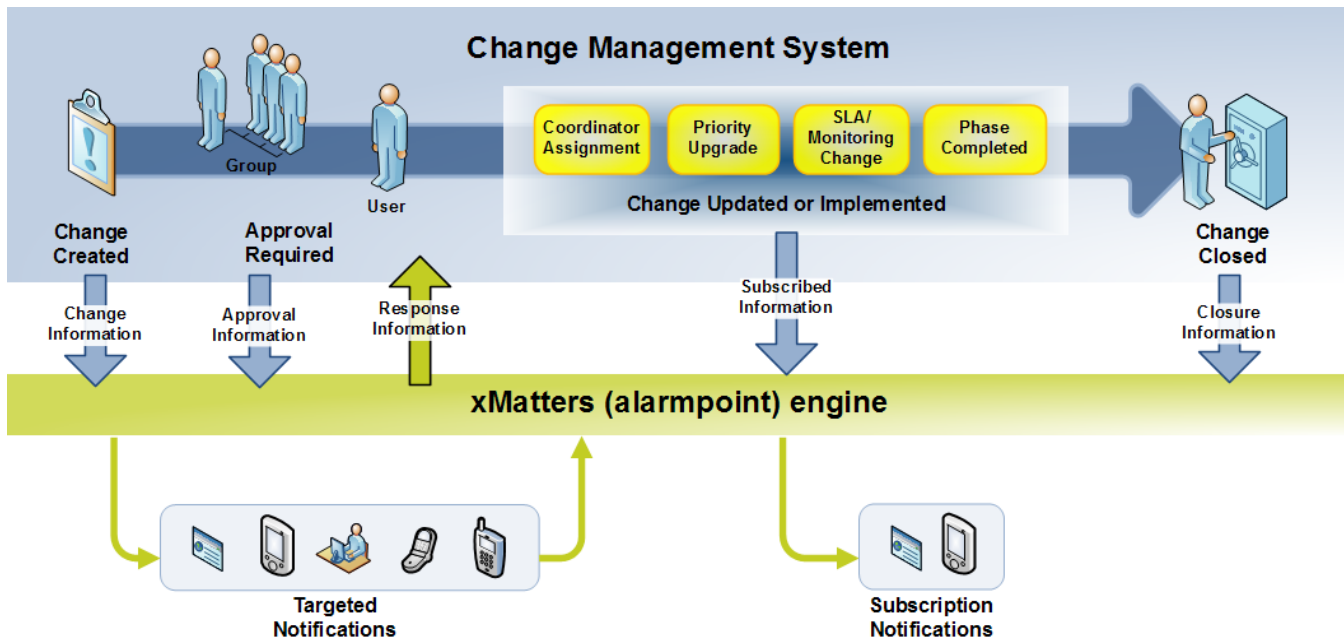 Change Management System
Group
User
Coordinator
Assignment
Priority
Upgrade
SLA/
Monitoring
Change
Phase
Completed
Change Updated or Implemented
Change
Created
Approval
Required
Change
Closed
Change
Information
Approval
Information
Response
Information
Subscribed
Information
Closure
Information
xMatters (alarmpoint) engine
Targeted
Notifications
Subscription
Notifications